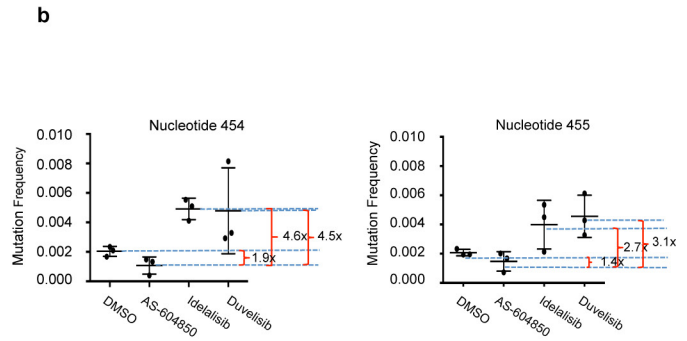 b
Nucleotide 454
Mutation Frequency
0.010
0.008
0.006
0.004
0.002
0.000
4.6x
4.5x
1.9x
DMSO
AS-604850
Idelalisib
Duvelisib
Nucleotide 455
Mutation Frequency
0.010
0.008
0.006
0.004
0.002
0.000
2.7x
3.1x
1.4x
DMSO
AS-604850
Idelalisib
Duvelisib